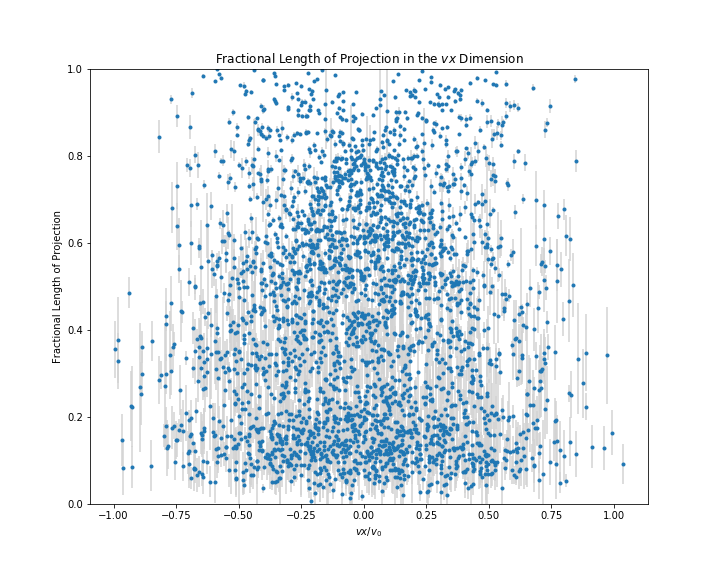 Fractional Length of Projection in the vx Dimension
1.0
0.8
0.6
0.4
0.2
0.0
Fractional Length of Projection
−1.00 −0.75 −0.50 −0.25 0.00 0.25 0.50 0.75 1.00
vx/v₀